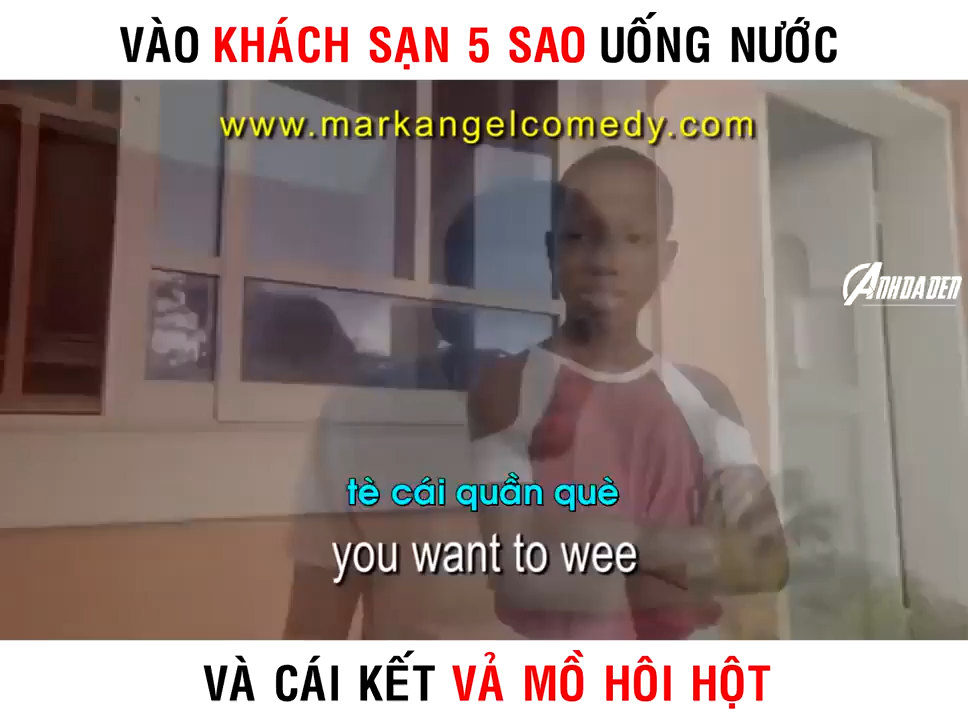 VÀO KHÁCH SẠN 5 SAO UỐNG NƯỚC
www.markangelcomedy.com
ANHDADEN
tè cái quần què
you want to wee
VÀ CÁI KẾT VẢ MỒ HÔI HỘT